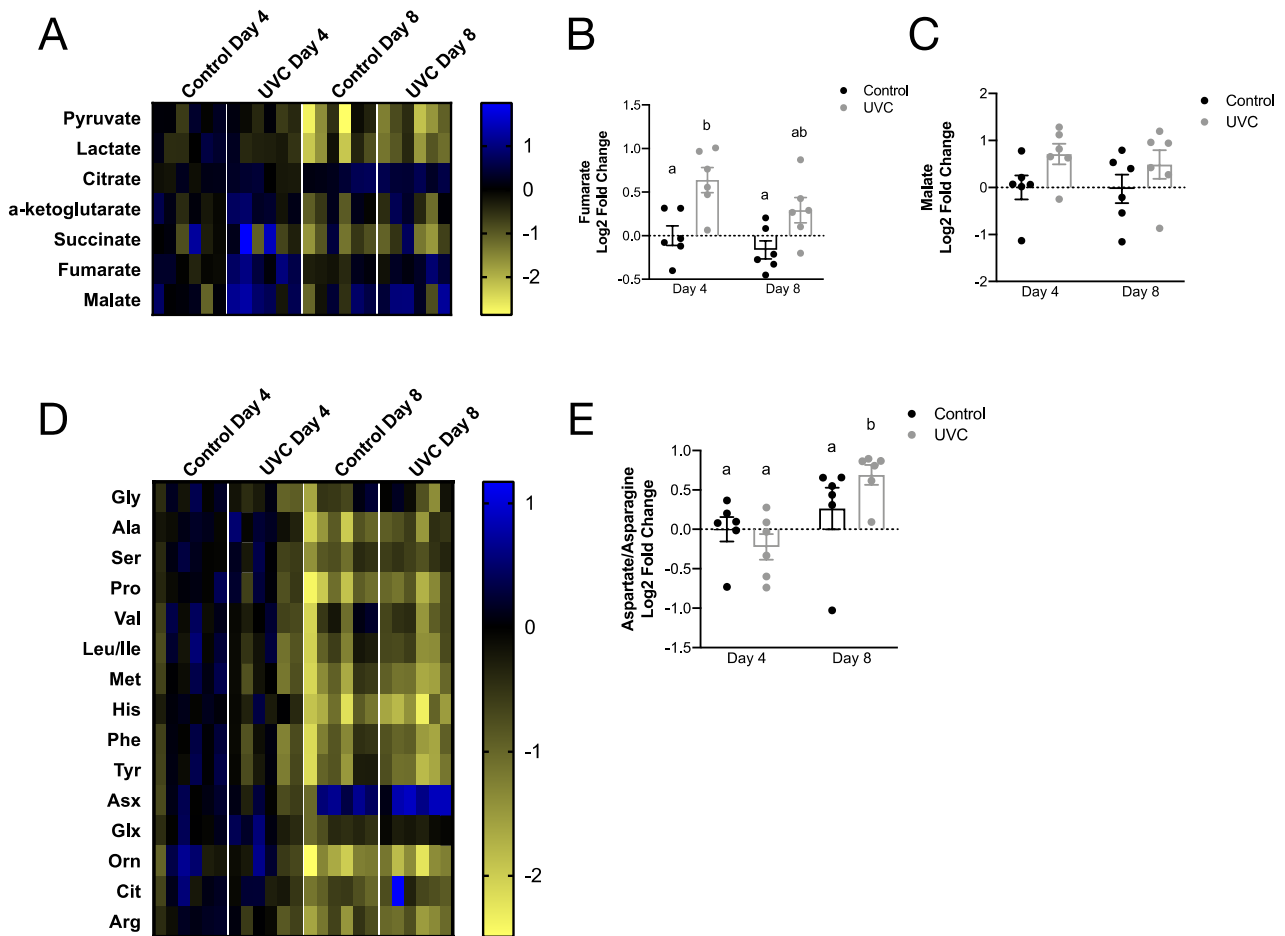 A
Control Day 4
UVC Day 4
Control Day 8
UVC Day 8
Pyruvate
Lactate
Citrate
a-ketoglutarate
Succinate
Fumarate
Malate
1
0
-1
-2
B
Control
UVC
Fumarate
Log2 Fold Change
1.5
1.0
0.5
0.0
-0.5
a
b
a
ab
Day 4
Day 8
C
Control
UVC
Malate
Log2 Fold Change
2
1
0
-1
-2
Day 4
Day 8
D
Control Day 4
UVC Day 4
Control Day 8
UVC Day 8
Gly
Ala
Ser
Pro
Val
Leu/Ile
Met
His
Phe
Tyr
Asx
Glx
Orn
Cit
Arg
1
0
-1
-2
E
Control
UVC
Aspartate/Asparagine
Log2 Fold Change
1.0
0.5
0.0
-0.5
-1.0
-1.5
a
a
a
b
Day 4
Day 8